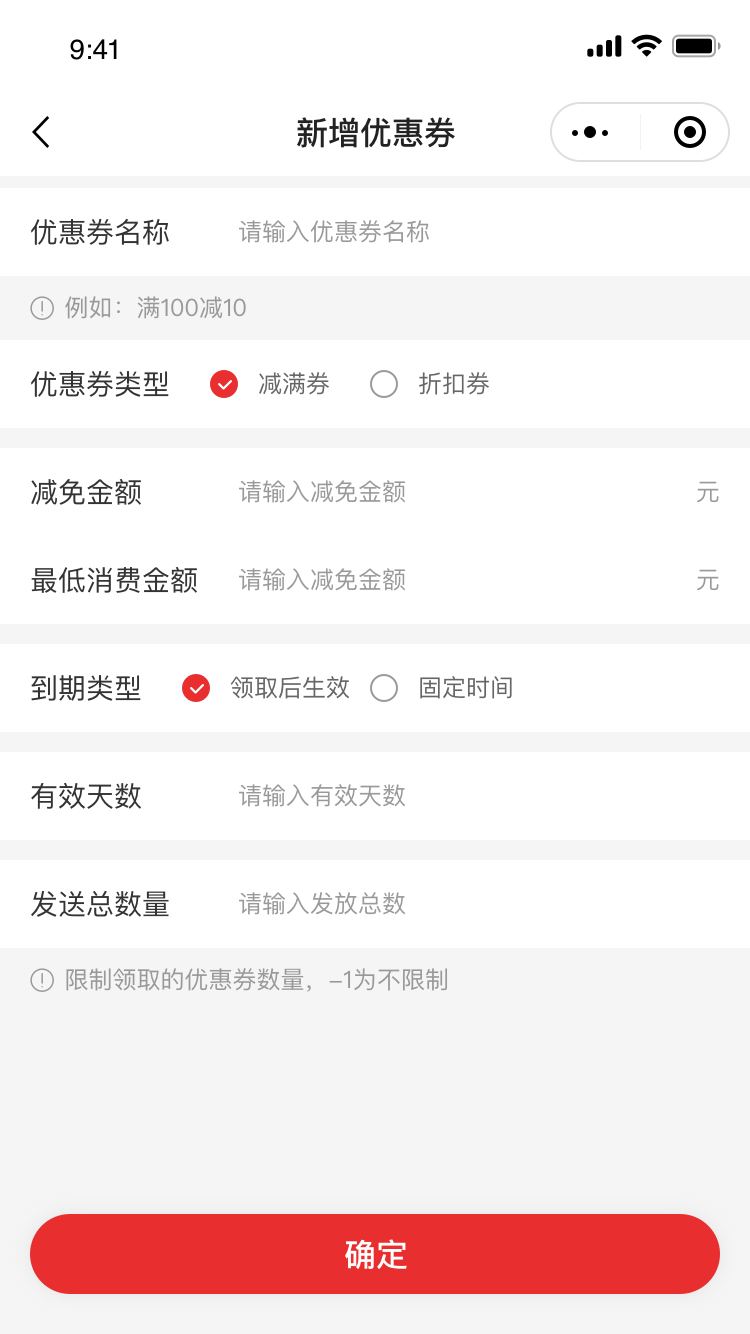 9:41
新增优惠券
优惠券名称 请输入优惠券名称
例如：满100减10
优惠券类型 减满券 折扣券
减免金额 请输入减免金额 元
最低消费金额 请输入减免金额 元
到期类型 领取后生效 固定时间
有效天数 请输入有效天数
发送总数量 请输入发放总数
限制领取的优惠券数量，–1为不限制
确定